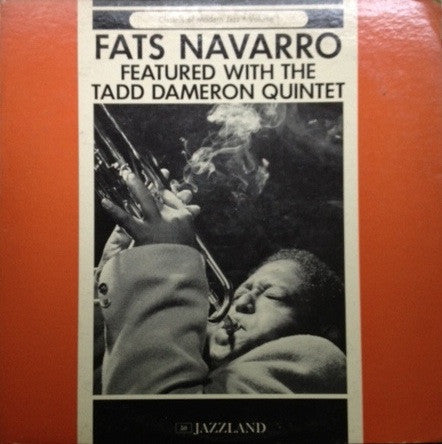 Classics of Modern Jazz • Volume 1
FATS NAVARRO
FEATURED WITH THE
TADD DAMERON QUINTET
JAZZLAND